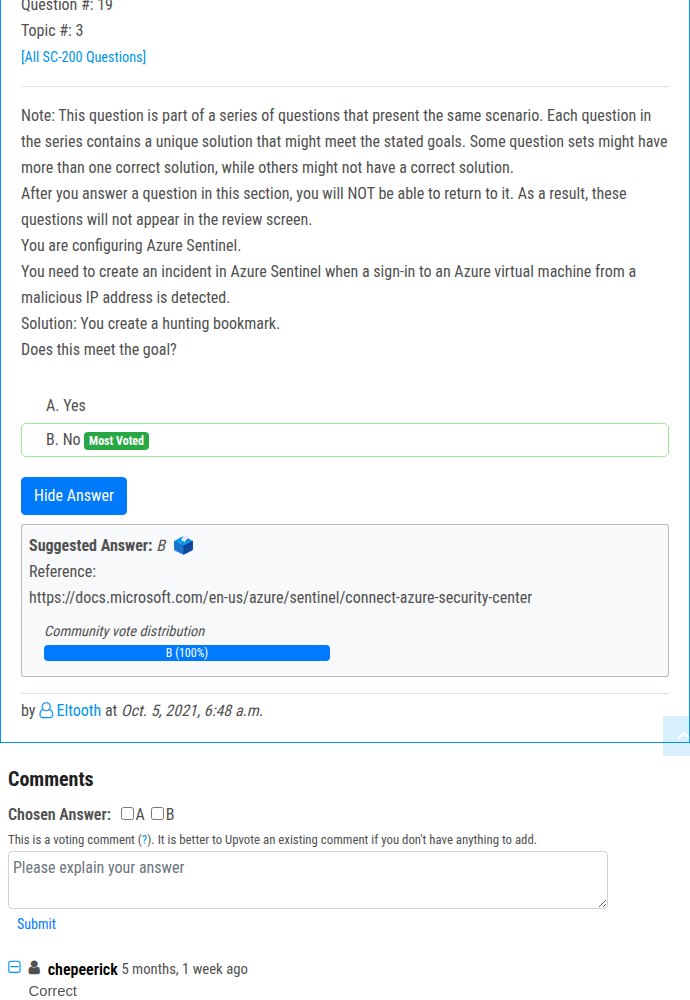 Question #: 19
Topic #: 3
[All SC-200 Questions]
Note: This question is part of a series of questions that present the same scenario. Each question in
the series contains a unique solution that might meet the stated goals. Some question sets might have
more than one correct solution, while others might not have a correct solution.
After you answer a question in this section, you will NOT be able to return to it. As a result, these
questions will not appear in the review screen.
You are configuring Azure Sentinel.
You need to create an incident in Azure Sentinel when a sign-in to an Azure virtual machine from a
malicious IP address is detected.
Solution: You create a hunting bookmark.
Does this meet the goal?
A. Yes
B. No Most Voted
Hide Answer
Suggested Answer: B
Reference:
https://docs.microsoft.com/en-us/azure/sentinel/connect-azure-security-center
Community vote distribution
B (100%)
by Eltooth at Oct. 5, 2021, 6:48 a.m.
Comments
Chosen Answer: A B
This is a voting comment (?). It is better to Upvote an existing comment if you don't have anything to add.
Please explain your answer
Submit
chepeerick 5 months, 1 week ago
Correct